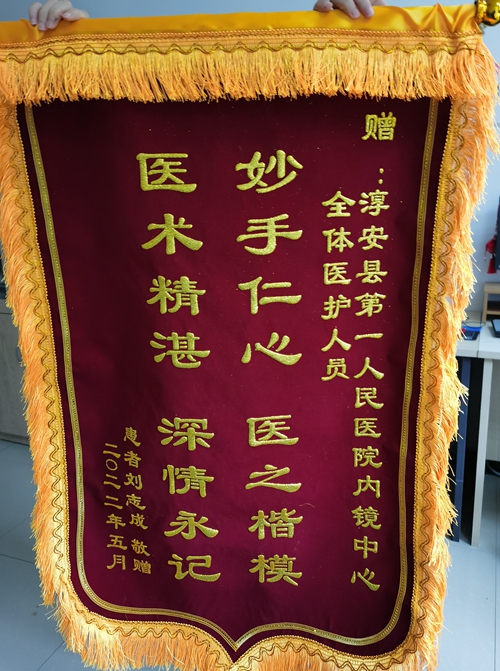 赠：淳安县第一人民医院内镜中心
全体医护人员
妙手仁心 医之楷模
医术精湛 深情永记
患者刘志成 敬赠
二〇二二年五月